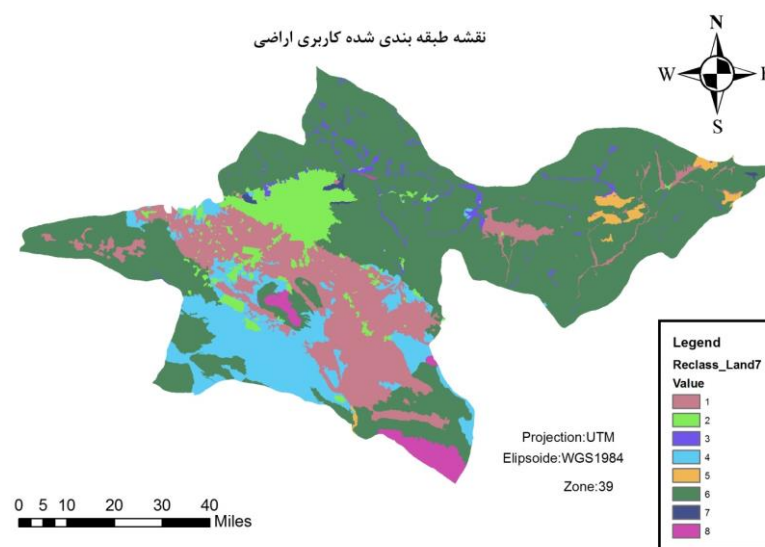 نقشه طبقه بندی شده کاربری اراضی
N
W
E
S
Legend
Reclass_Land7
Value
1
2
3
4
5
6
7
8
Projection:UTM
Elipsoide:WGS1984
Zone:39
0 5 10 20 30 40
Miles